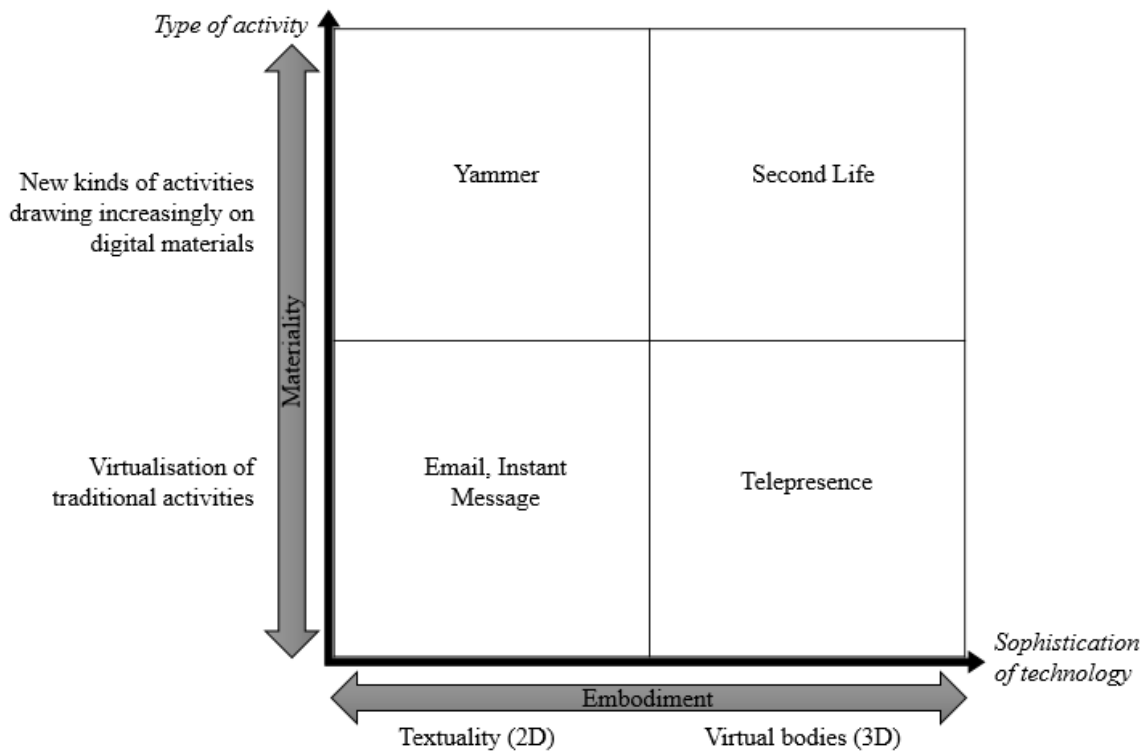 Type of activity
New kinds of activities
drawing increasingly on
digital materials
Yammer
Second Life
Materiality
Virtualisation of
traditional activities
Email, Instant
Message
Telepresence
Sophistication
of technology
Embodiment
Textuality (2D)
Virtual bodies (3D)